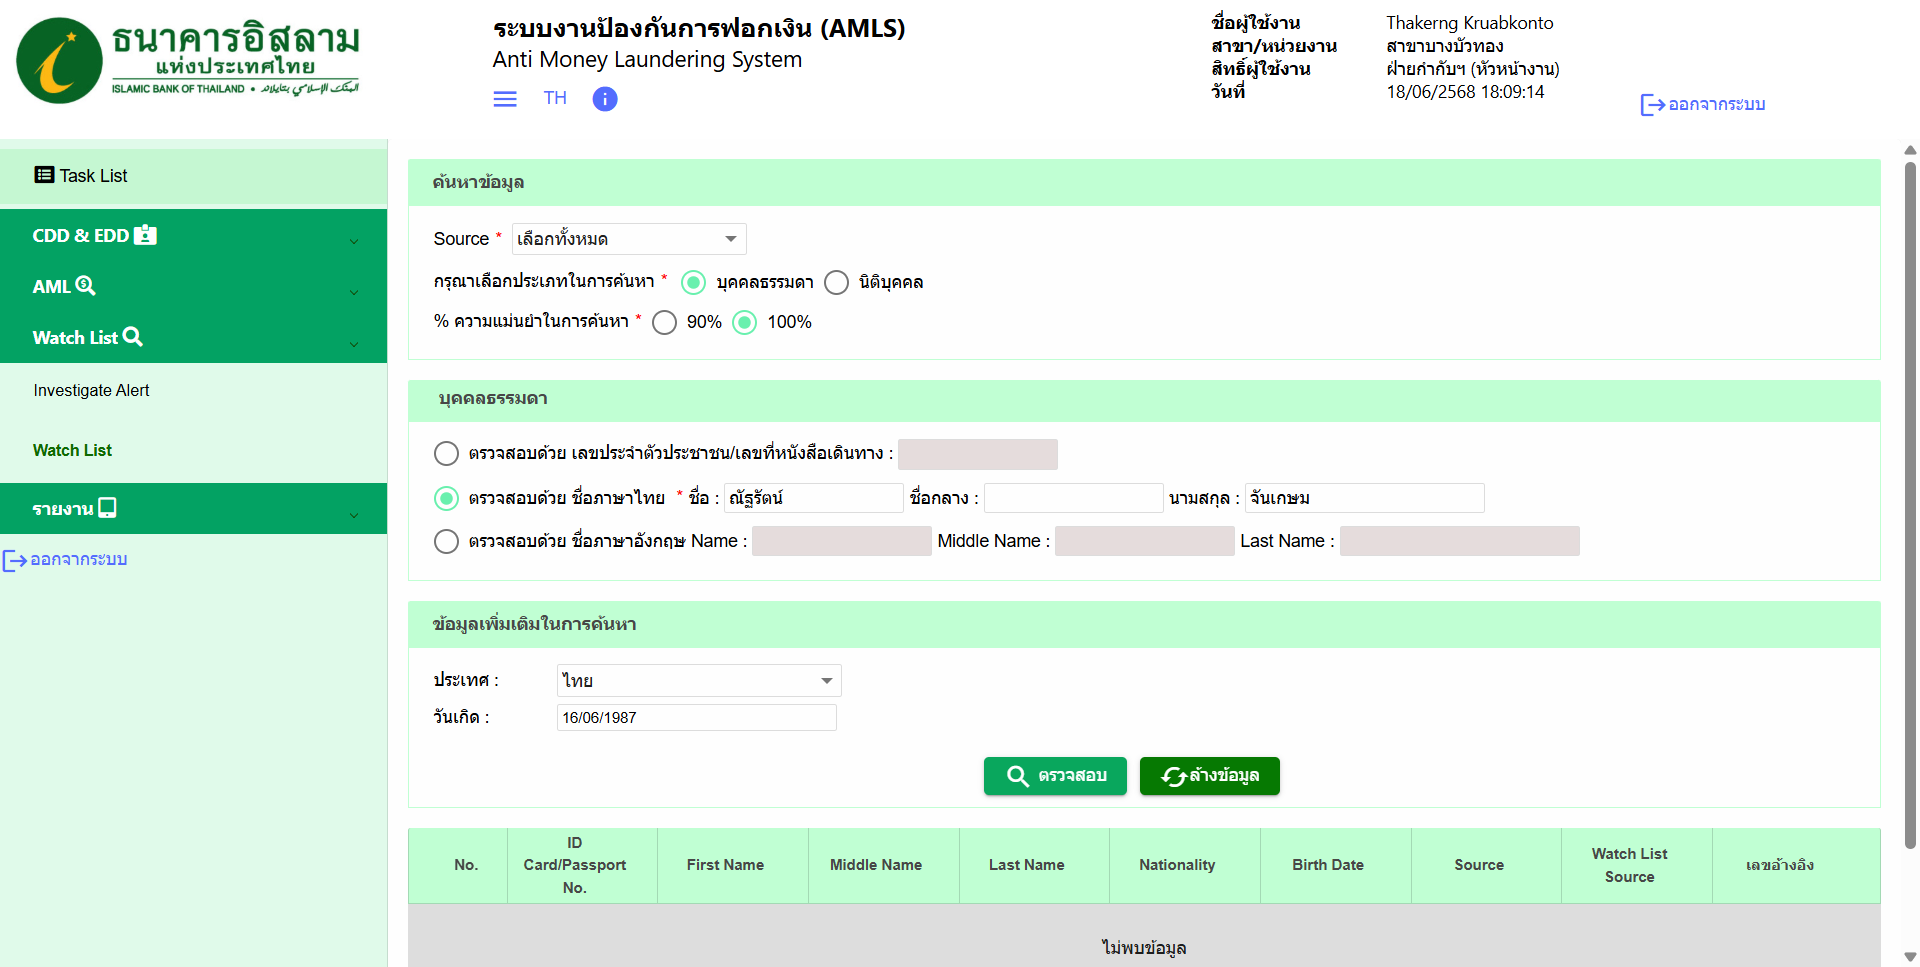 ธนาคารอิสลาม
แห่งประเทศไทย
ISLAMIC BANK OF THAILAND • البنك الإسلامي بتايلاند
ระบบงานป้องกันการฟอกเงิน (AMLS)
Anti Money Laundering System
TH
ชื่อผู้ใช้งาน Thakerng Kruabkonto
สาขา/หน่วยงาน สาขาบางบัวทอง
สิทธิ์ผู้ใช้งาน ฝ่ายกำกับฯ (หัวหน้างาน)
วันที่ 18/06/2568 18:09:14
ออกจากระบบ
Task List
CDD & EDD
AML
Watch List
Investigate Alert
Watch List
รายงาน
ออกจากระบบ
ค้นหาข้อมูล
Source * เลือกทั้งหมด
กรุณาเลือกประเภทในการค้นหา * บุคคลธรรมดา นิติบุคคล
% ความแม่นยำในการค้นหา * 90% 100%
บุคคลธรรมดา
ตรวจสอบด้วย เลขประจำตัวประชาชน/เลขที่หนังสือเดินทาง :
ตรวจสอบด้วย ชื่อภาษาไทย * ชื่อ : ณัฐรัตน์ ชื่อกลาง : นามสกุล : จันเกษม
ตรวจสอบด้วย ชื่อภาษาอังกฤษ Name : Middle Name : Last Name :
ข้อมูลเพิ่มเติมในการค้นหา
ประเทศ : ไทย
วันเกิด : 16/06/1987
ตรวจสอบ ล้างข้อมูล
No. ID Card/Passport No. First Name Middle Name Last Name Nationality Birth Date Source Watch List Source เลขอ้างอิง
ไม่พบข้อมูล